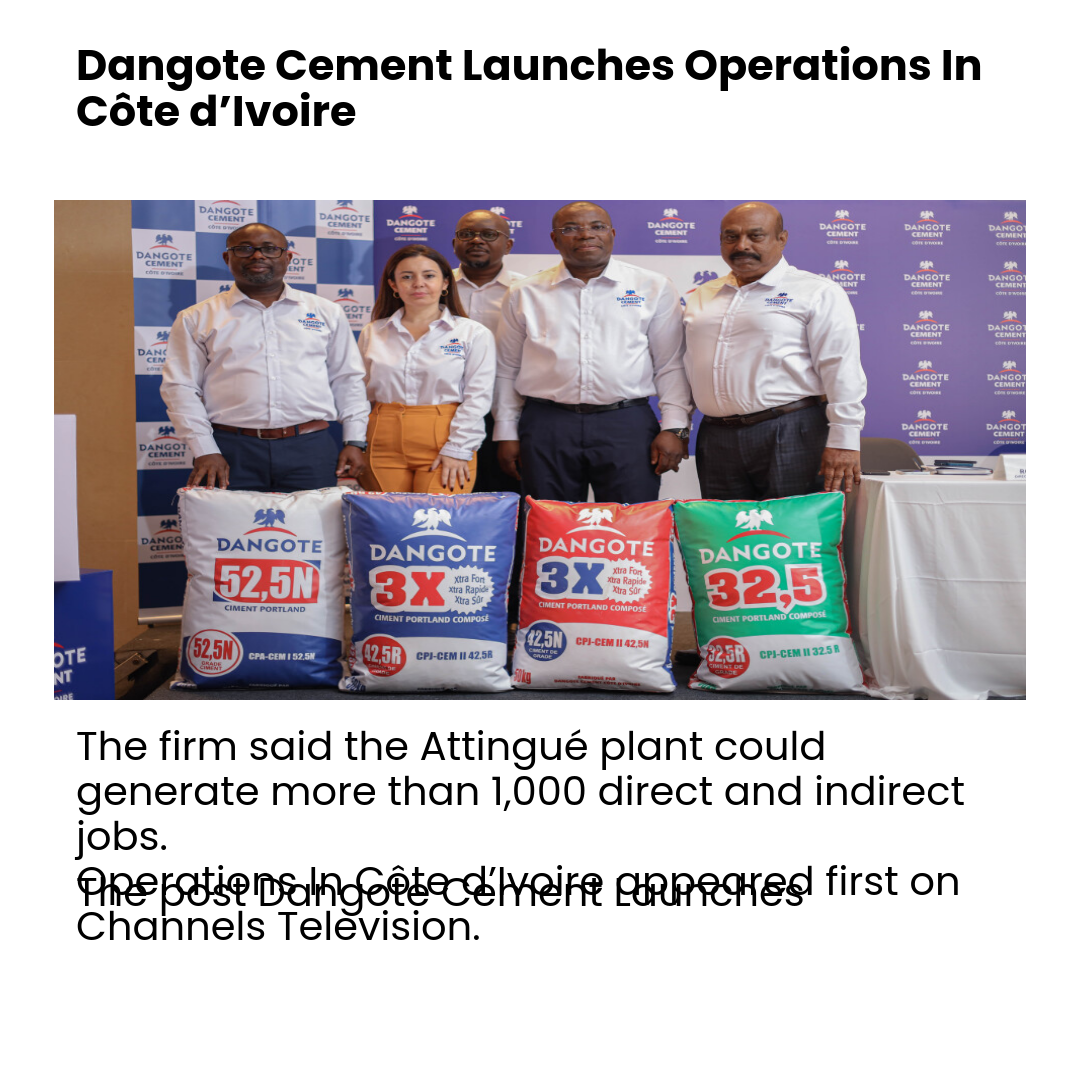 Dangote Cement Launches Operations In
Côte d’Ivoire
DANGOTE
CEMENT
CÔTE D'IVOIRE
DANGOTE
52,5N
CIMENT PORTLAND
52,5N
GRADE
CIMENT
CPA-CEM I 52,5N
DANGOTE
3X
xtra Fort
xtra Rapide
Xtra Sûr
CIMENT PORTLAND COMPOSÉ
42,5R
CIMENT DE
GRADE
CPJ-CEM II 42,5R
DANGOTE
3X
xtra Fort
xtra Rapide
Xtra Sûr
CIMENT PORTLAND COMPOSÉ
42,5N
CIMENT DE
GRADE
CPJ-CEM II 42,5N
50kg
DANGOTE
32,5
CIMENT PORTLAND COMPOSÉ
32,5R
CIMENT DE
GRADE
CPJ-CEM II 32,5 R
The firm said the Attingué plant could
generate more than 1,000 direct and indirect
jobs.
The post Dangote Cement Launches
Operations In Côte d’Ivoire appeared first on
Channels Television.